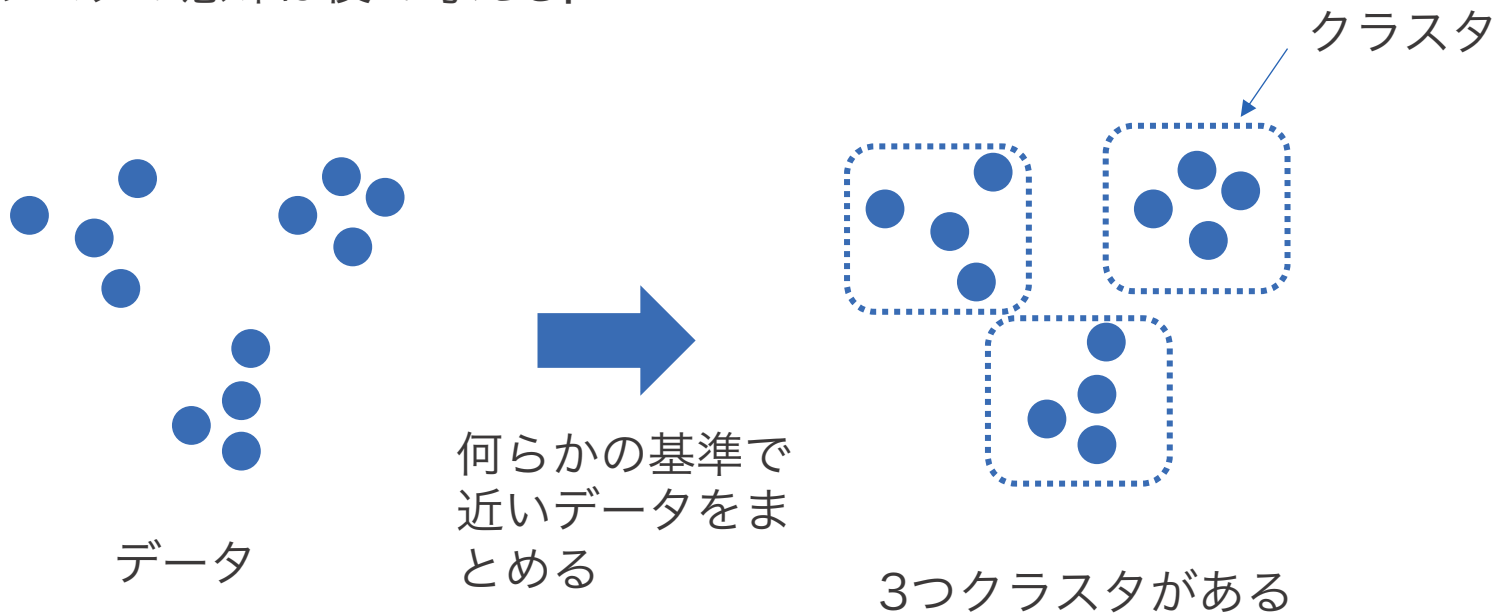 クラスタ
何らかの基準で
近いデータをま
とめる
データ
3つクラスタがある